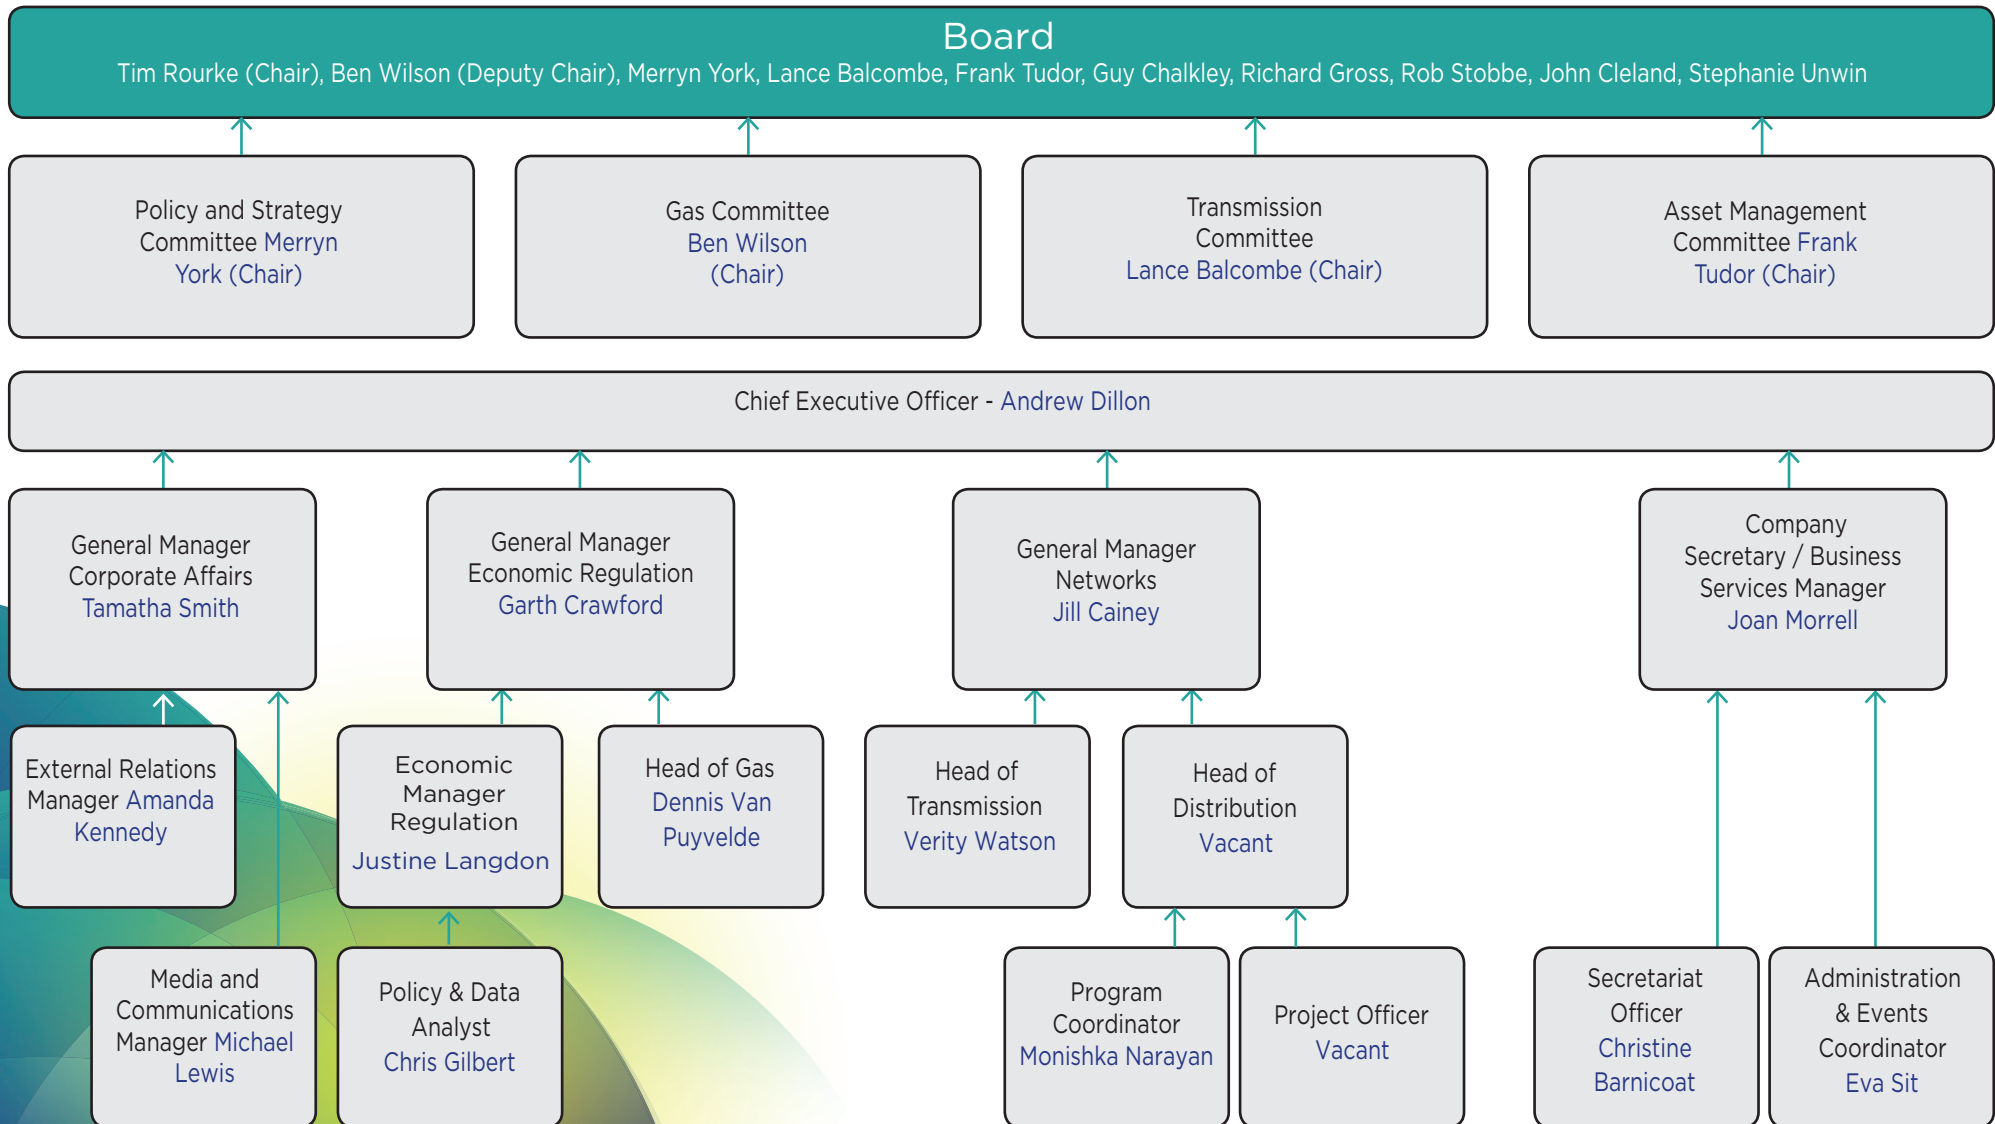 Board
Tim Rourke (Chair), Ben Wilson (Deputy Chair), Merryn York, Lance Balcombe, Frank Tudor, Guy Chalkley, Richard Gross, Rob Stobbe, John Cleland, Stephanie Unwin
Policy and Strategy
Committee Merryn
York (Chair)
Gas Committee
Ben Wilson
(Chair)
Transmission
Committee
Lance Balcombe (Chair)
Asset Management
Committee Frank
Tudor (Chair)
Chief Executive Officer - Andrew Dillon
General Manager
Corporate Affairs
Tamatha Smith
General Manager
Economic Regulation
Garth Crawford
General Manager
Networks
Jill Cainey
Company
Secretary / Business
Services Manager
Joan Morrell
External Relations
Manager Amanda
Kennedy
Economic
Manager
Regulation
Justine Langdon
Head of Gas
Dennis Van
Puyvelde
Head of
Transmission
Verity Watson
Head of
Distribution
Vacant
Media and
Communications
Manager Michael
Lewis
Policy & Data
Analyst
Chris Gilbert
Program
Coordinator
Monishka Narayan
Project Officer
Vacant
Secretariat
Officer
Christine
Barnicoat
Administration
& Events
Coordinator
Eva Sit